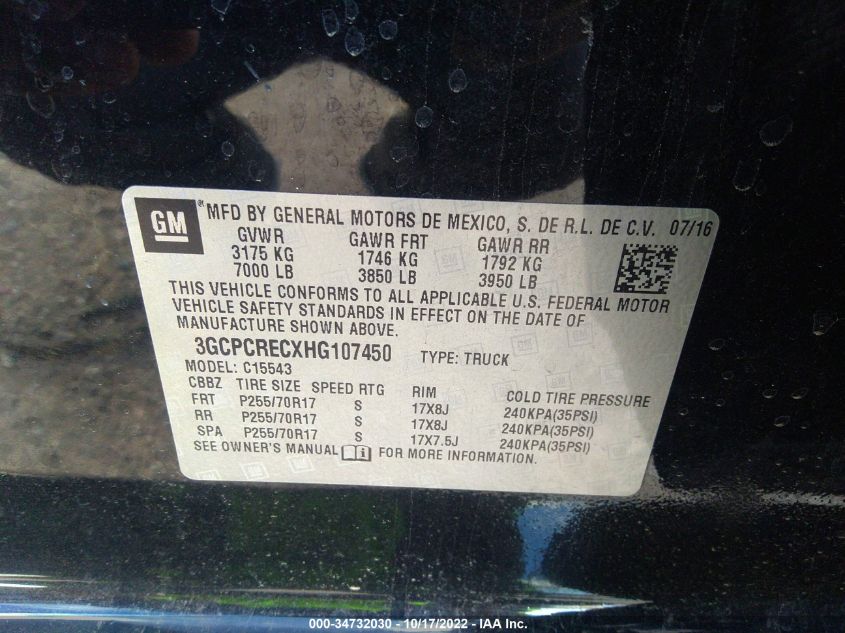 GM ® MFD BY GENERAL MOTORS DE MEXICO, S. DE R.L. DE C.V. 07/16
GVWR GAWR FRT GAWR RR
3175 KG 1746 KG 1792 KG
7000 LB 3850 LB 3950 LB
THIS VEHICLE CONFORMS TO ALL APPLICABLE U.S. FEDERAL MOTOR
VEHICLE SAFETY STANDARDS IN EFFECT ON THE DATE OF
MANUFACTURE SHOWN ABOVE.
3GCPCRECXHG107450 TYPE: TRUCK
MODEL: C15543
CBBZ TIRE SIZE SPEED RTG RIM COLD TIRE PRESSURE
FRT P255/70R17 S 17X8J 240KPA(35PSI)
RR P255/70R17 S 17X8J 240KPA(35PSI)
SPA P255/70R17 S 17X7.5J 240KPA(35PSI)
SEE OWNER'S MANUAL FOR MORE INFORMATION.
000-34732030 - 10/17/2022 - IAA Inc.